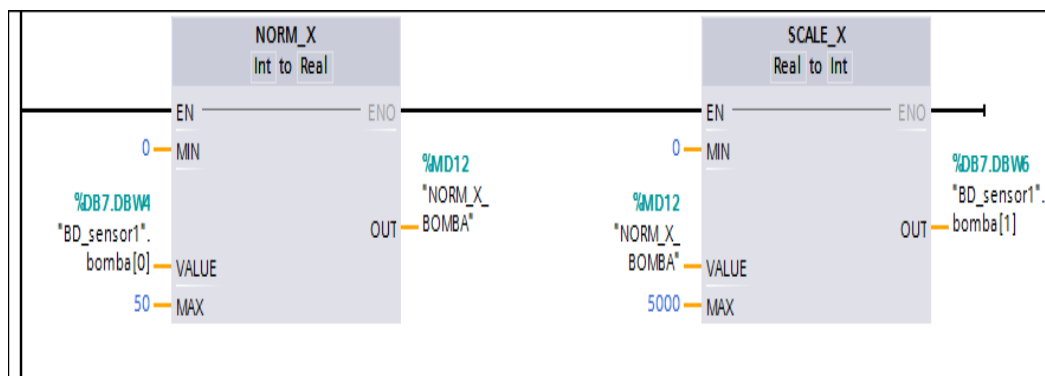 NORM_X
Int to Real
EN
ENO
0
MIN
%DB7.DBW4
"BD_sensor1".
bomba[0]
VALUE
50
MAX
OUT
%MD12
"NORM_X_
BOMBA"
SCALE_X
Real to Int
EN
ENO
0
MIN
%MD12
"NORM_X_
BOMBA"
VALUE
5000
MAX
OUT
%DB7.DBW6
"BD_sensor1".
bomba[1]